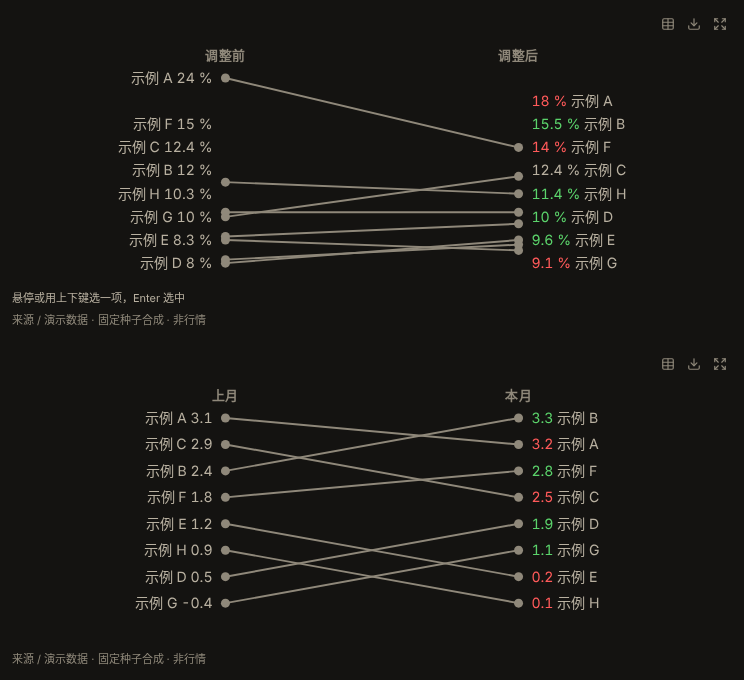 调整前 调整后
示例 A 24 %
18 % 示例 A
示例 F 15 % 15.5 % 示例 B
示例 C 12.4 % 14 % 示例 F
示例 B 12 % 12.4 % 示例 C
示例 H 10.3 % 11.4 % 示例 H
示例 G 10 % 10 % 示例 D
示例 E 8.3 % 9.6 % 示例 E
示例 D 8 % 9.1 % 示例 G
悬停或用上下键选一项，Enter 选中
来源 / 演示数据 · 固定种子合成 · 非行情
上月 本月
示例 A 3.1 3.3 示例 B
示例 C 2.9 3.2 示例 A
示例 B 2.4 2.8 示例 F
示例 F 1.8 2.5 示例 C
示例 E 1.2 1.9 示例 D
示例 H 0.9 1.1 示例 G
示例 D 0.5 0.2 示例 E
示例 G -0.4 0.1 示例 H
来源 / 演示数据 · 固定种子合成 · 非行情